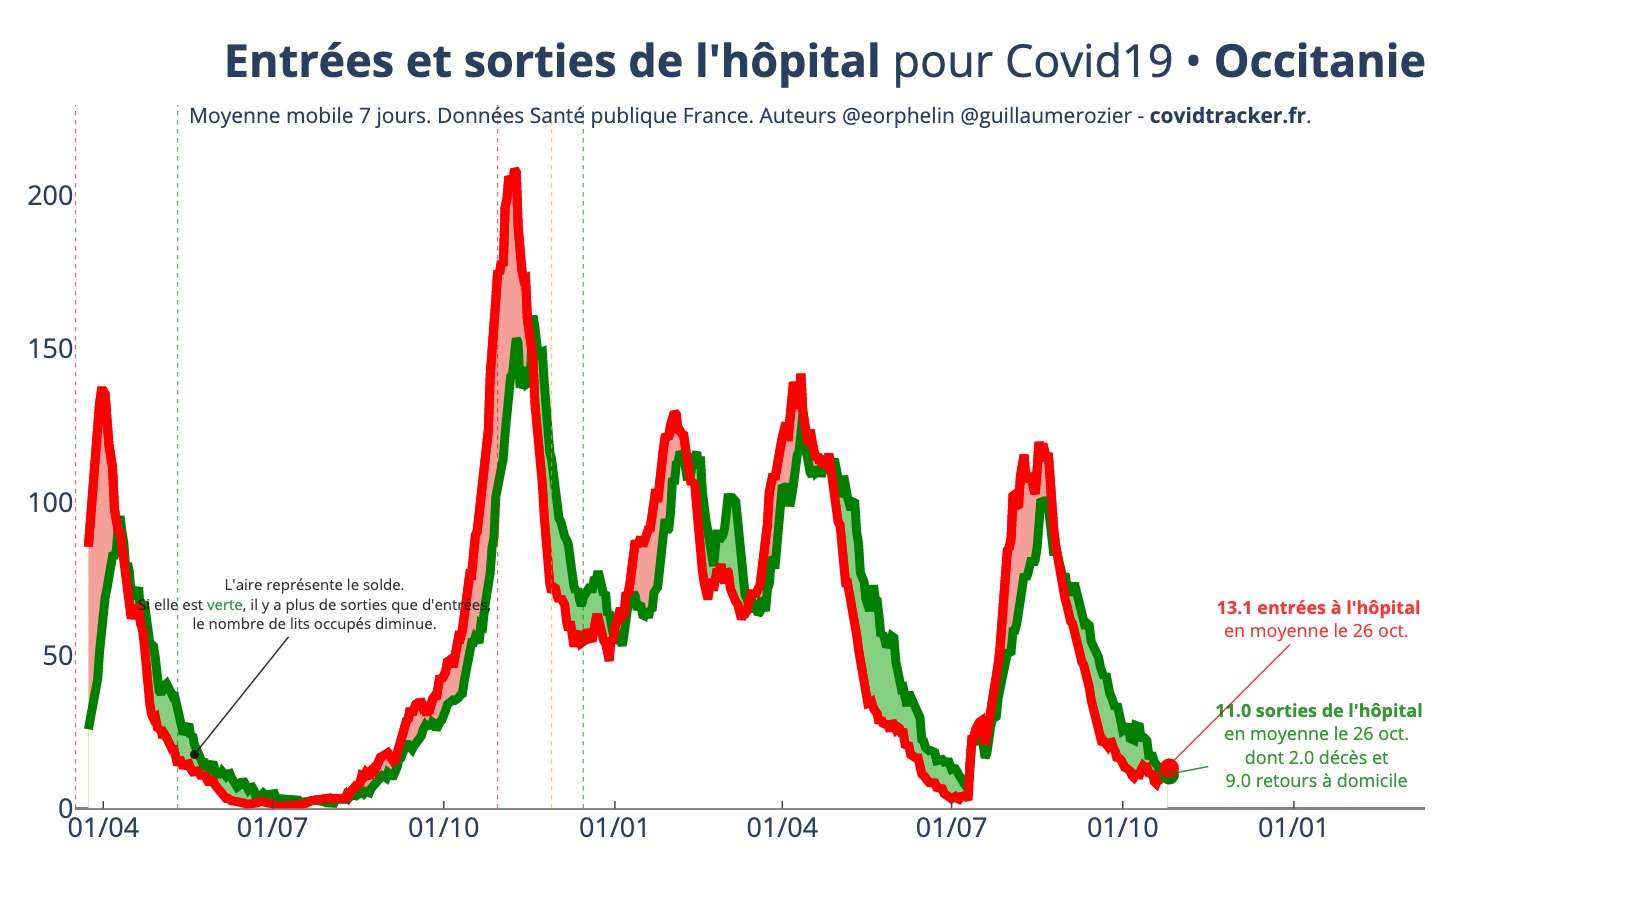 Entrées et sorties de l'hôpital pour Covid19 • Occitanie
Moyenne mobile 7 jours. Données Santé publique France. Auteurs @eorphelin @guillaumerozier - covidtracker.fr.
200
150
100
50
0
L'aire représente le solde.
Si elle est verte, il y a plus de sorties que d'entrées,
le nombre de lits occupés diminue.
13.1 entrées à l'hôpital
en moyenne le 26 oct.
11.0 sorties de l'hôpital
en moyenne le 26 oct.
dont 2.0 décès et
9.0 retours à domicile
01/04 01/07 01/10 01/01 01/04 01/07 01/10 01/01